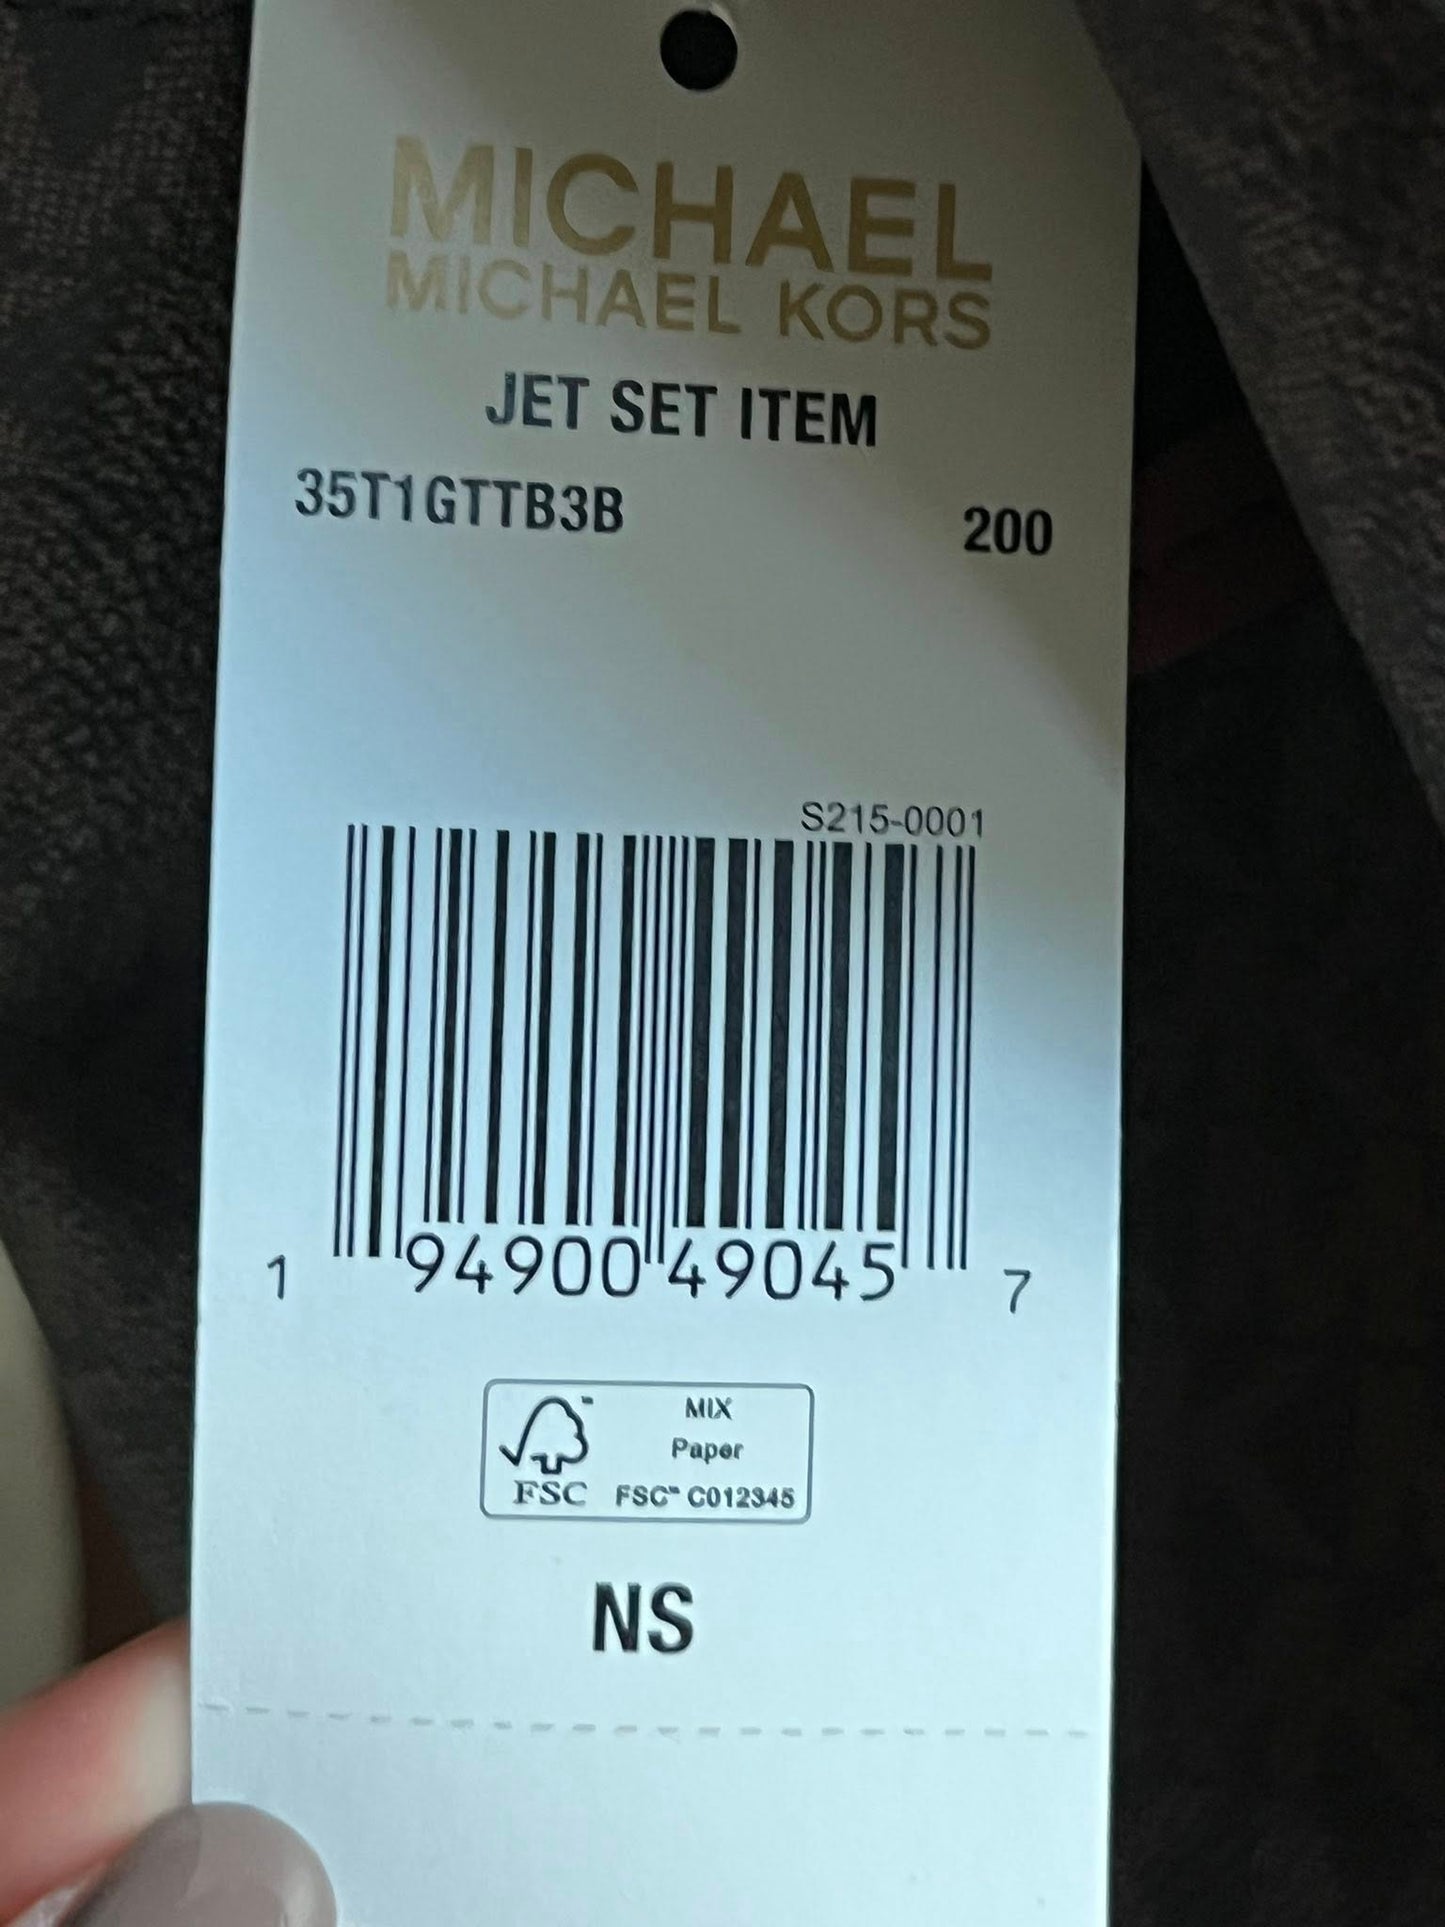 MICHAEL
MICHAEL KORS
JET SET ITEM
35T1GTTB3B 200
S215-0001
1 94900 49045 7
MIX
Paper
FSC FSC™ C012345
NS